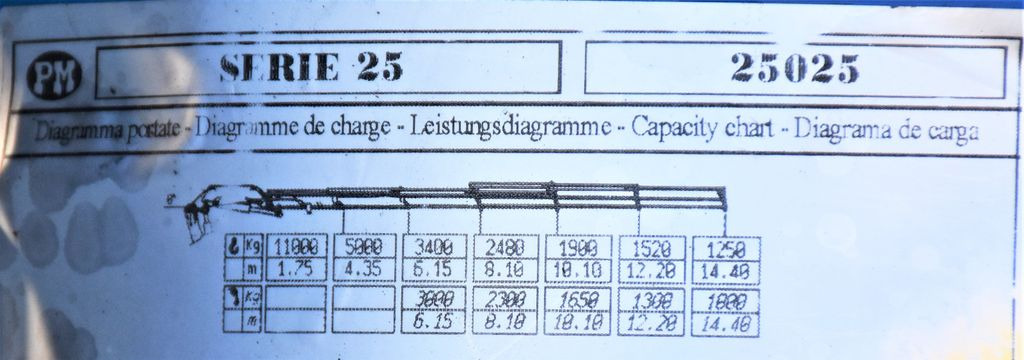 PM SERIE 25 25025
Diagramma portate - Diagramme de charge - Leistungsdiagramme - Capacity chart - Diagrama de carga
Kg 11000 5000 3400 2480 1900 1520 1250
m 1.75 4.35 6.15 8.10 10.10 12.20 14.40
Kg 3000 2300 1650 1300 1000
m 6.15 8.10 10.10 12.20 14.40